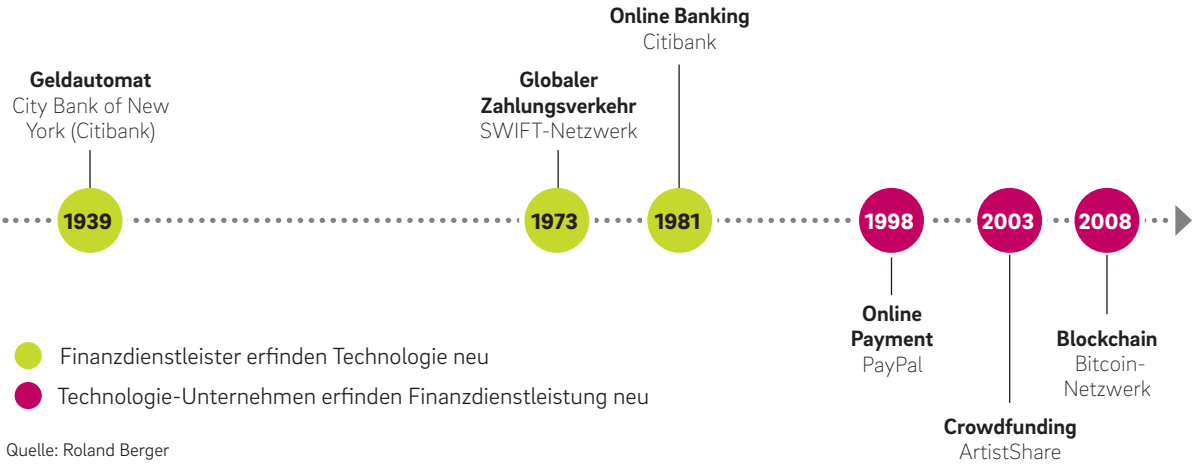 Geldautomat
City Bank of New
York (Citibank)
Globaler
Zahlungsverkehr
SWIFT-Netzwerk
Online Banking
Citibank
1939
1973
1981
1998
2003
2008
Online
Payment
PayPal
Crowdfunding
ArtistShare
Blockchain
Bitcoin-
Netzwerk
Finanzdienstleister erfinden Technologie neu
Technologie-Unternehmen erfinden Finanzdienstleistung neu
Quelle: Roland Berger